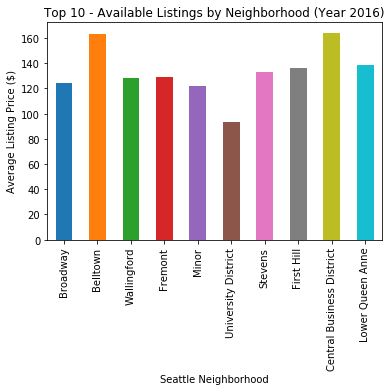 Top 10 - Available Listings by Neighborhood (Year 2016)
Average Listing Price ($)
160
140
120
100
80
60
40
20
0
Broadway
Belltown
Wallingford
Fremont
Minor
University District
Stevens
First Hill
Central Business District
Lower Queen Anne
Seattle Neighborhood